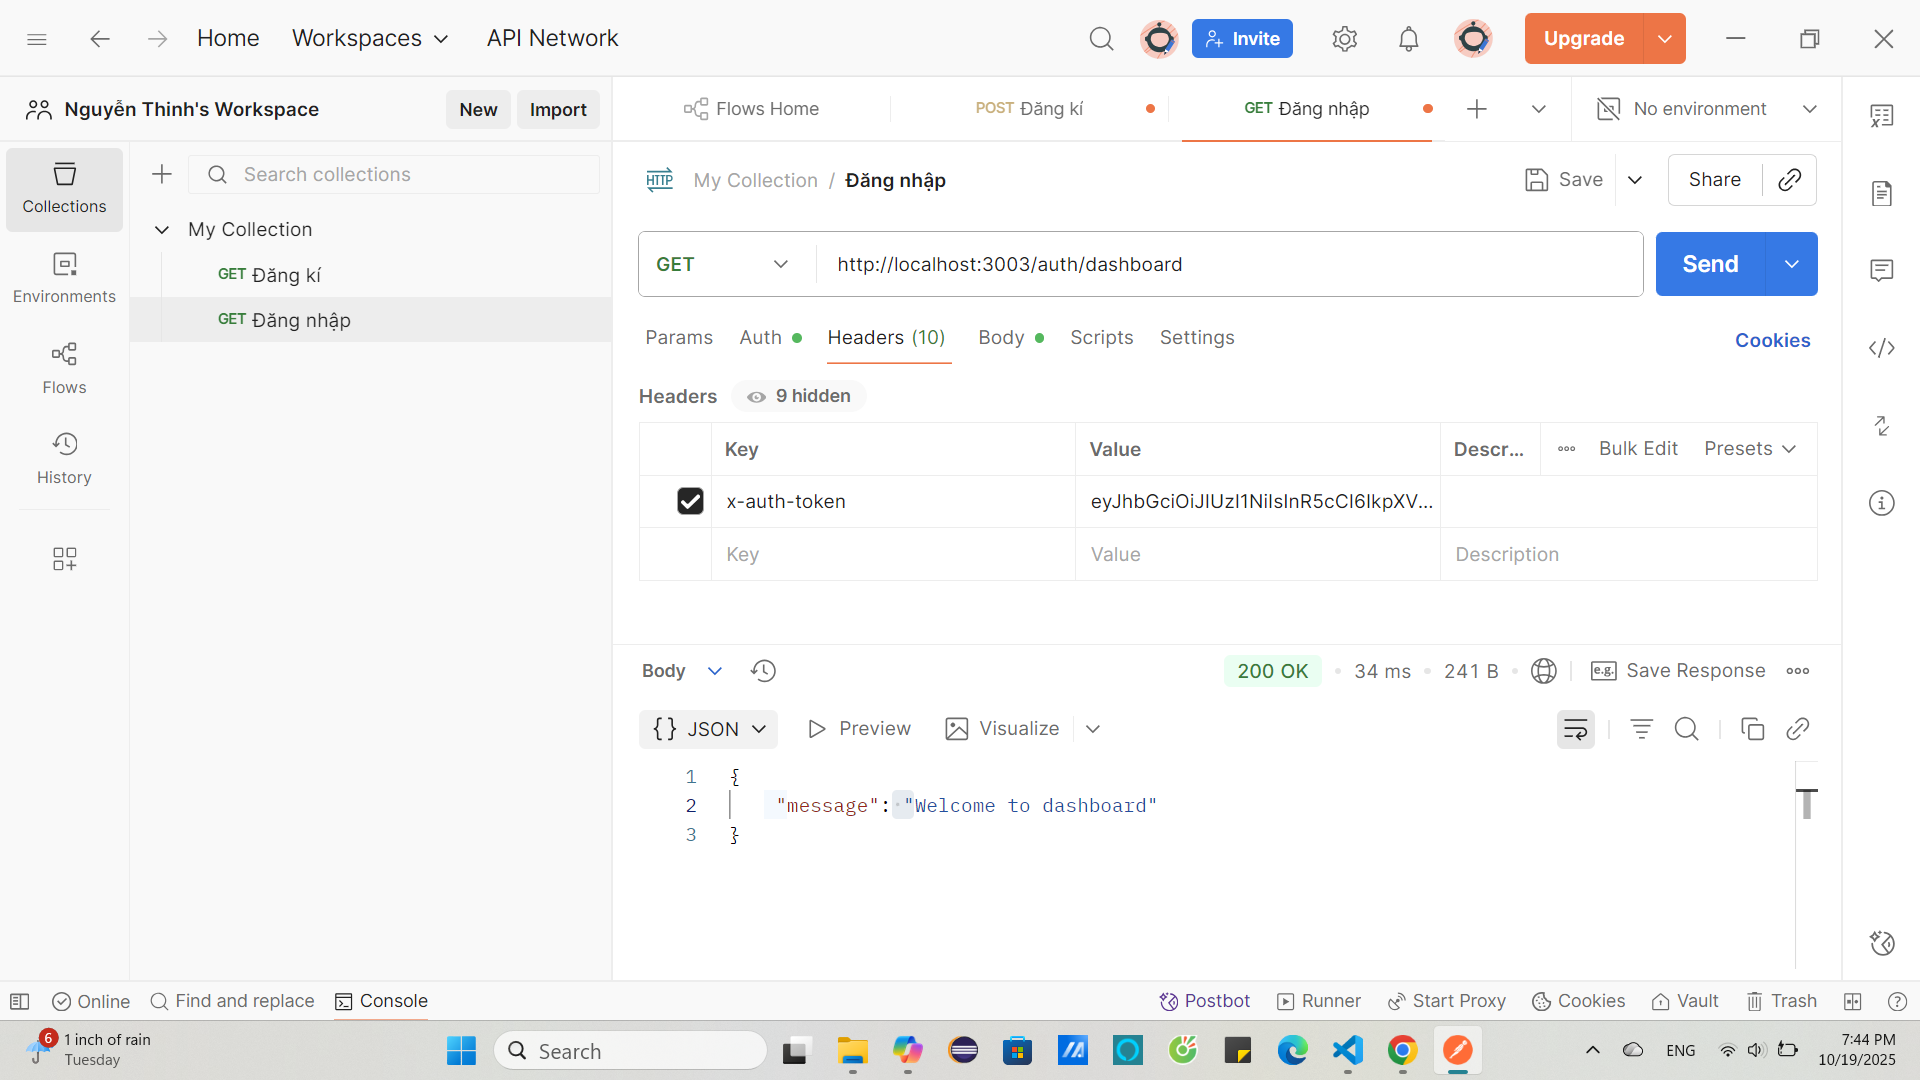 Home Workspaces API Network Invite Upgrade
Nguyễn Thinh's Workspace New Import
Flows Home POST Đăng kí GET Đăng nhập No environment
Collections
Environments
Flows
History
Search collections
My Collection
GET Đăng kí
GET Đăng nhập
HTTP My Collection / Đăng nhập Save Share
GET http://localhost:3003/auth/dashboard Send
Params Auth Headers (10) Body Scripts Settings Cookies
Headers 9 hidden
Key Value Descr... Bulk Edit Presets
x-auth-token eyJhbGciOiJIUzI1NiIsInR5cCI6IkpXV...
Key Value Description
Body 200 OK 34 ms 241 B e.g. Save Response
{} JSON Preview Visualize
1 {
2 "message": "Welcome to dashboard"
3 }
Online Find and replace Console Postbot Runner Start Proxy Cookies Vault Trash
6 1 inch of rain
Tuesday
Search
ENG
7:44 PM
10/19/2025